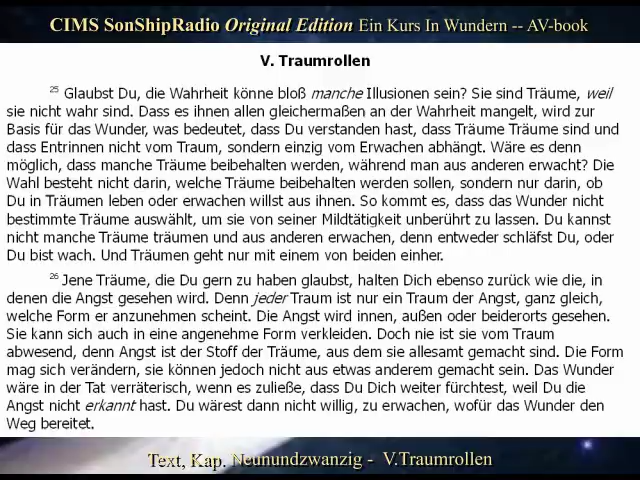 CIMS SonShipRadio Original Edition Ein Kurs In Wundern -- AV-book
V. Traumrollen
25 Glaubst Du, die Wahrheit könne bloß manche Illusionen sein? Sie sind Träume, weil
sie nicht wahr sind. Dass es ihnen allen gleichermaßen an der Wahrheit mangelt, wird zur
Basis für das Wunder, was bedeutet, dass Du verstanden hast, dass Träume Träume sind und
dass Entrinnen nicht vom Traum, sondern einzig vom Erwachen abhängt. Wäre es denn
möglich, dass manche Träume beibehalten werden, während man aus anderen erwacht? Die
Wahl besteht nicht darin, welche Träume beibehalten werden sollen, sondern nur darin, ob
Du in Träumen leben oder erwachen willst aus ihnen. So kommt es, dass das Wunder nicht
bestimmte Träume auswählt, um sie von seiner Mildtätigkeit unberührt zu lassen. Du kannst
nicht manche Träume träumen und aus anderen erwachen, denn entweder schläfst Du, oder
Du bist wach. Und Träumen geht nur mit einem von beiden einher.
26 Jene Träume, die Du gern zu haben glaubst, halten Dich ebenso zurück wie die, in
denen die Angst gesehen wird. Denn jeder Traum ist nur ein Traum der Angst, ganz gleich,
welche Form er anzunehmen scheint. Die Angst wird innen, außen oder beiderorts gesehen.
Sie kann sich auch in eine angenehme Form verkleiden. Doch nie ist sie vom Traum
abwesend, denn Angst ist der Stoff der Träume, aus dem sie allesamt gemacht sind. Die Form
mag sich verändern, sie können jedoch nicht aus etwas anderem gemacht sein. Das Wunder
wäre in der Tat verräterisch, wenn es zuließe, dass Du Dich weiter fürchtest, weil Du die
Angst nicht erkannt hast. Du wärest dann nicht willig, zu erwachen, wofür das Wunder den
Weg bereitet.
Text, Kap. Neunundzwanzig - V.Traumrollen